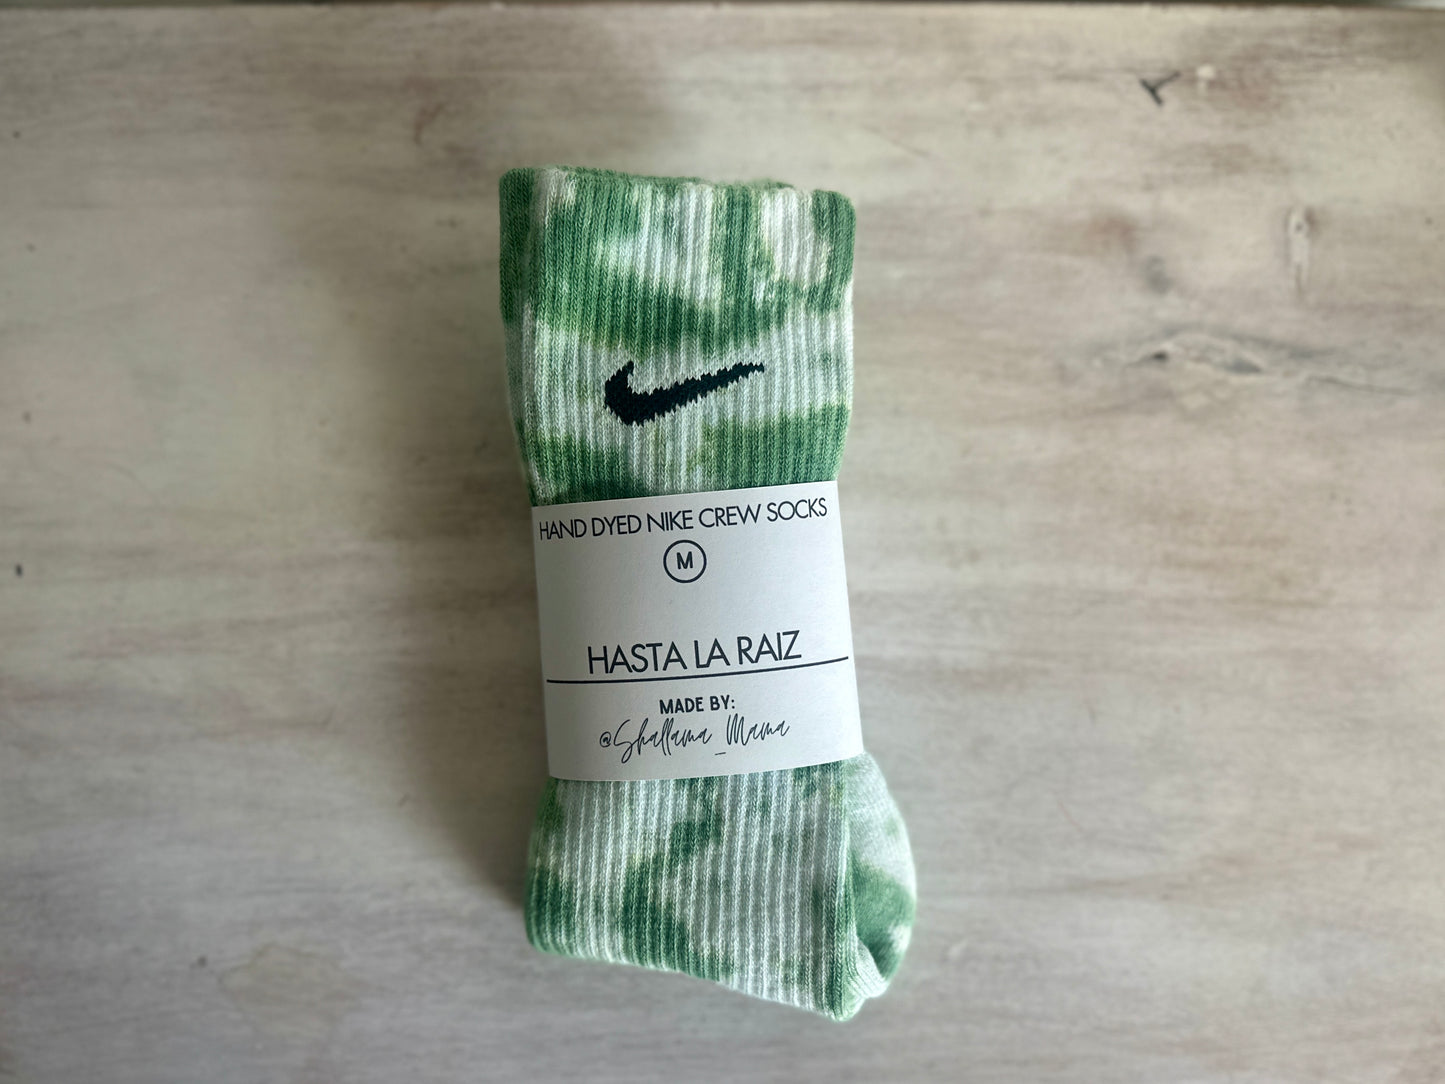 HAND DYED NIKE CREW SOCKS
M
HASTA LA RAIZ
MADE BY:
@Shallama_Mama